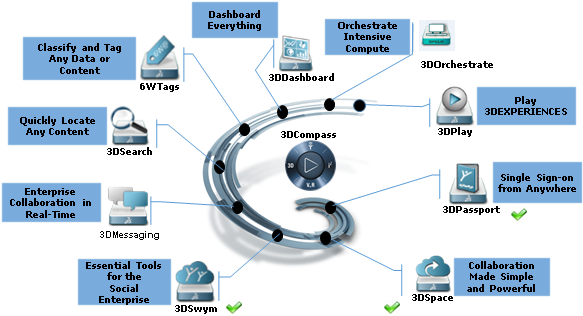 Dashboard
Everything
3DDashboard
Orchestrate
Intensive
Compute
3DOrchestrate
Classify and Tag
Any Data or
Content
6WTags
Play
3DEXPERIENCES
3DPlay
Quickly Locate
Any Content
3DSearch
3DCompass
3D
V.R
Single Sign-on
from Anywhere
3DPassport
Enterprise
Collaboration in
Real-Time
3DMessaging
Essential Tools
for the
Social
Enterprise
3DSwym
Collaboration
Made Simple
and Powerful
3DSpace